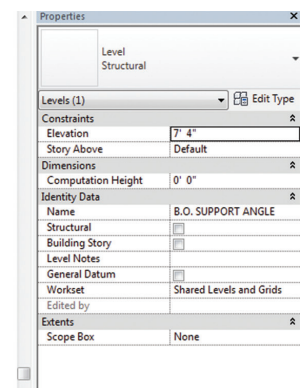 Properties
Level
Structural
Levels (1)
Edit Type
Constraints
Elevation 7' 4"
Story Above Default
Dimensions
Computation Height 0' 0"
Identity Data
Name B.O. SUPPORT ANGLE
Structural
Building Story
Level Notes
General Datum
Workset Shared Levels and Grids
Edited by
Extents
Scope Box None